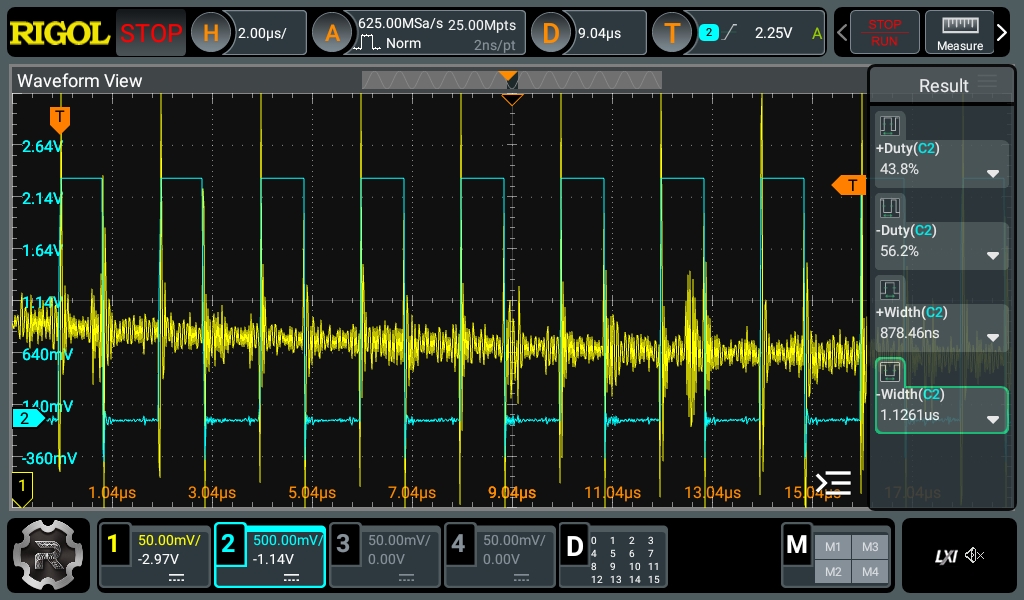 RIGOL STOP H 2.00µs/ A 625.00MSa/s 25.00Mpts D 9.04µs T 2 2.25V A STOP
Norm 2ns/pt RUN Measure
Waveform View Result
T
2.64V +Duty(C2)
43.8%
T
2.14V
-Duty(C2)
1.64V 56.2%
1.14V +Width(C2)
878.46ns
640mV
-Width(C2)
140mV 1.1261us
2
-360mV
1
1.04µs 3.04µs 5.04µs 7.04µs 9.04µs 11.04µs 13.04µs 15.04µs 17.04µs
R 1 50.00mV/ 2 500.00mV/ 3 50.00mV/ 4 50.00mV/ D 0 1 2 3 M M1 M3 LXI
-2.97V -1.14V 0.00V 0.00V 4 5 6 7
8 9 10 11 M2 M4
12 13 14 15